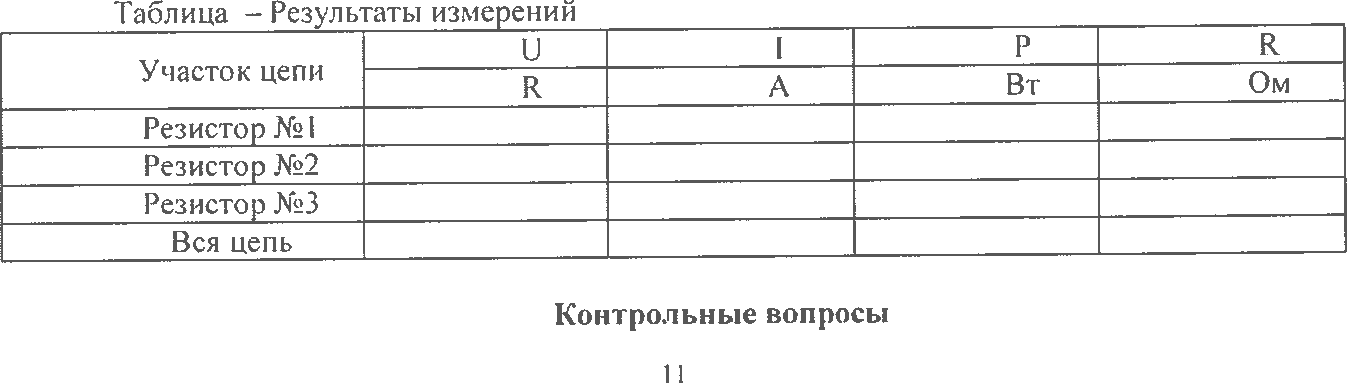 Таблица – Результаты измерений
Участок цепи U I P R
R А Вт Ом
Резистор №1
Резистор №2
Резистор №3
Вся цепь
Контрольные вопросы
11